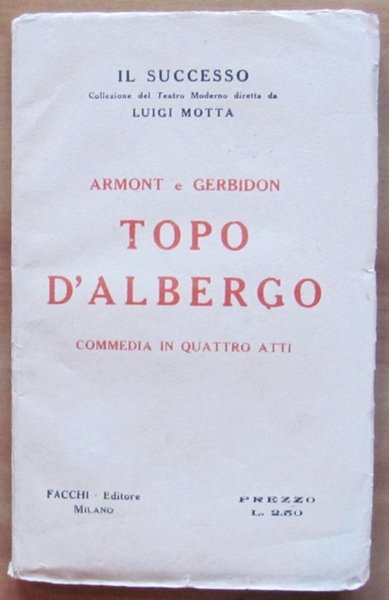 IL SUCCESSO
Collezione del Teatro Moderno diretta da
LUIGI MOTTA
ARMONT e GERBIDON
TOPO
D'ALBERGO
COMMEDIA IN QUATTRO ATTI
FACCHI - Editore
MILANO
PREZZO
L. 2.50